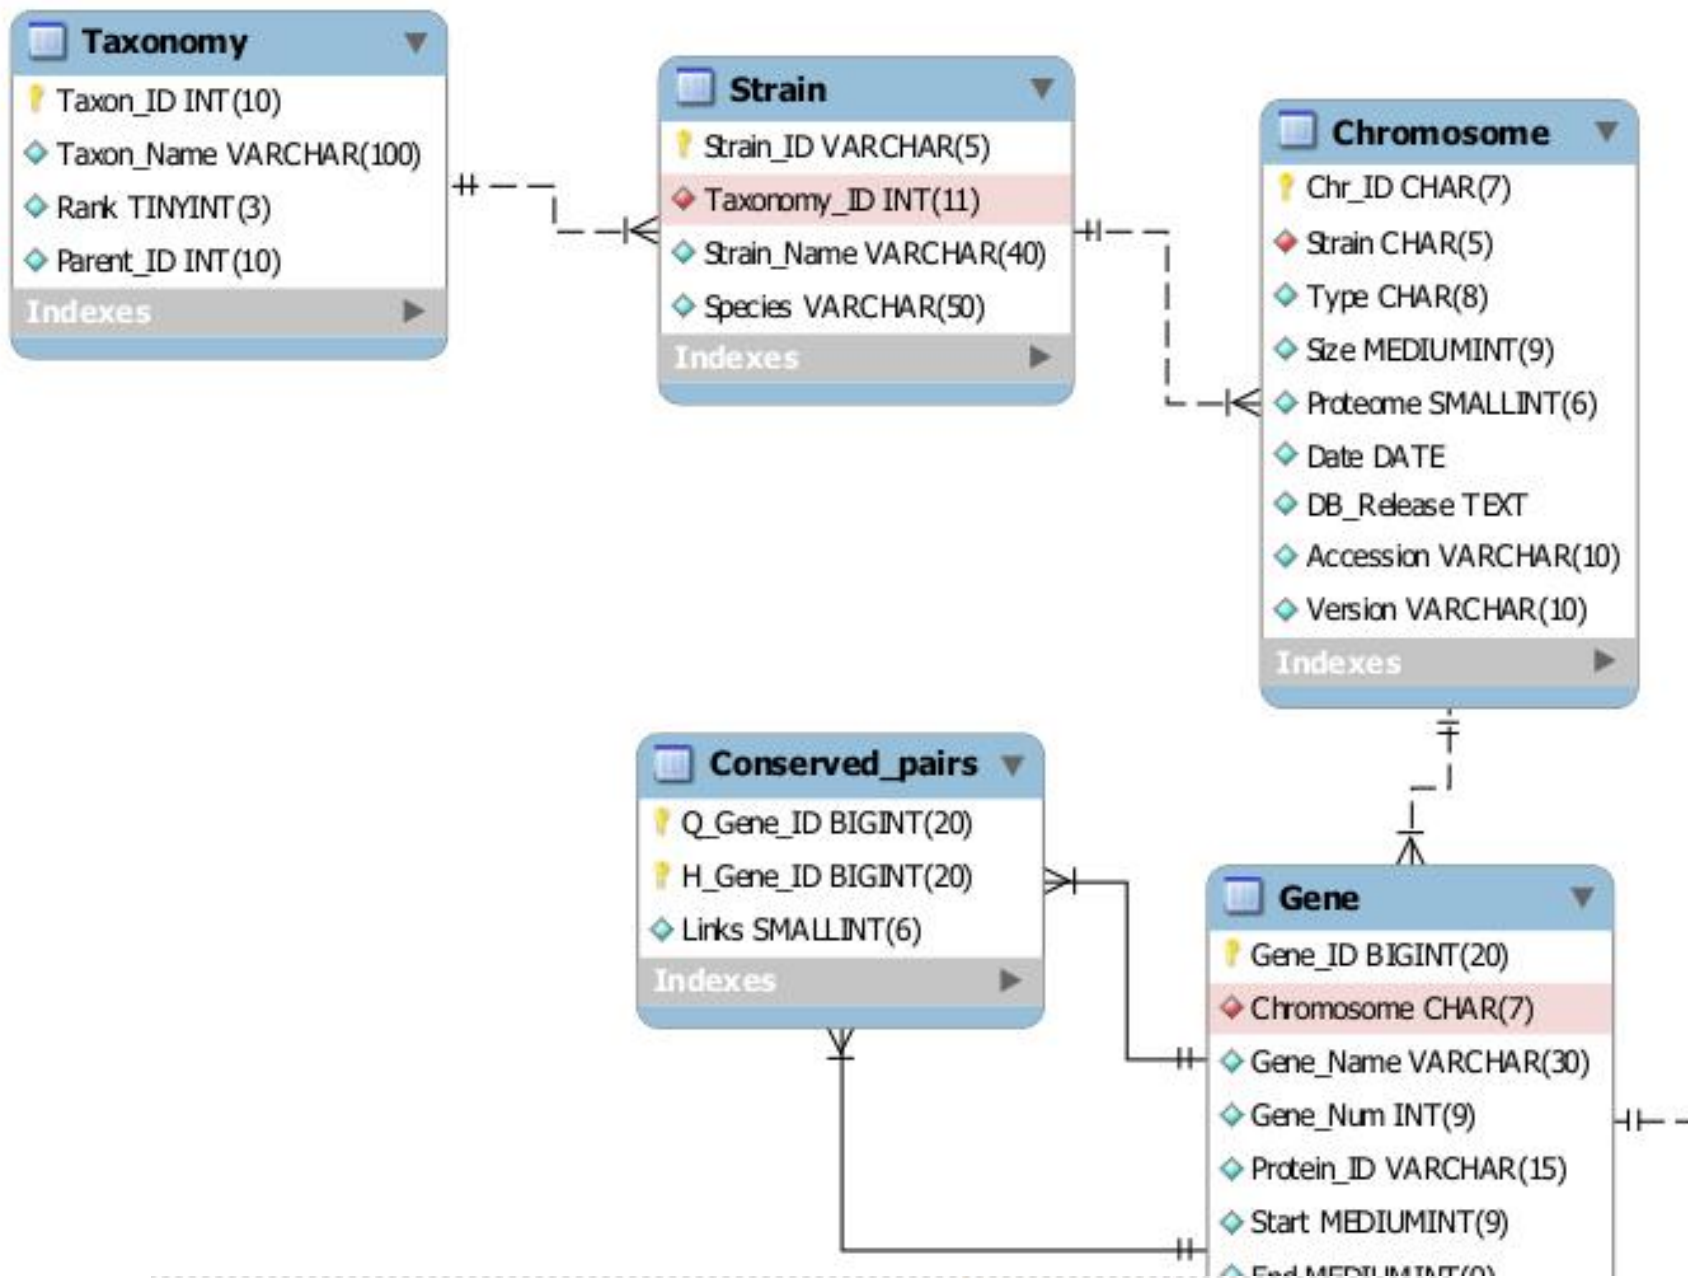 Taxonomy
Taxon_ID INT(10)
Taxon_Name VARCHAR(100)
Rank TINYINT(3)
Parent_ID INT(10)
Indexes
Strain
Strain_ID VARCHAR(5)
Taxonomy_ID INT(11)
Strain_Name VARCHAR(40)
Species VARCHAR(50)
Indexes
Chromosome
Chr_ID CHAR(7)
Strain CHAR(5)
Type CHAR(8)
Size MEDIUMINT(9)
Proteome SMALLINT(6)
Date DATE
DB_Release TEXT
Accession VARCHAR(10)
Version VARCHAR(10)
Indexes
Conserved_pairs
Q_Gene_ID BIGINT(20)
H_Gene_ID BIGINT(20)
Links SMALLINT(6)
Indexes
Gene
Gene_ID BIGINT(20)
Chromosome CHAR(7)
Gene_Name VARCHAR(30)
Gene_Num INT(9)
Protein_ID VARCHAR(15)
Start MEDIUMINT(9)
End MEDIUMINT(9)